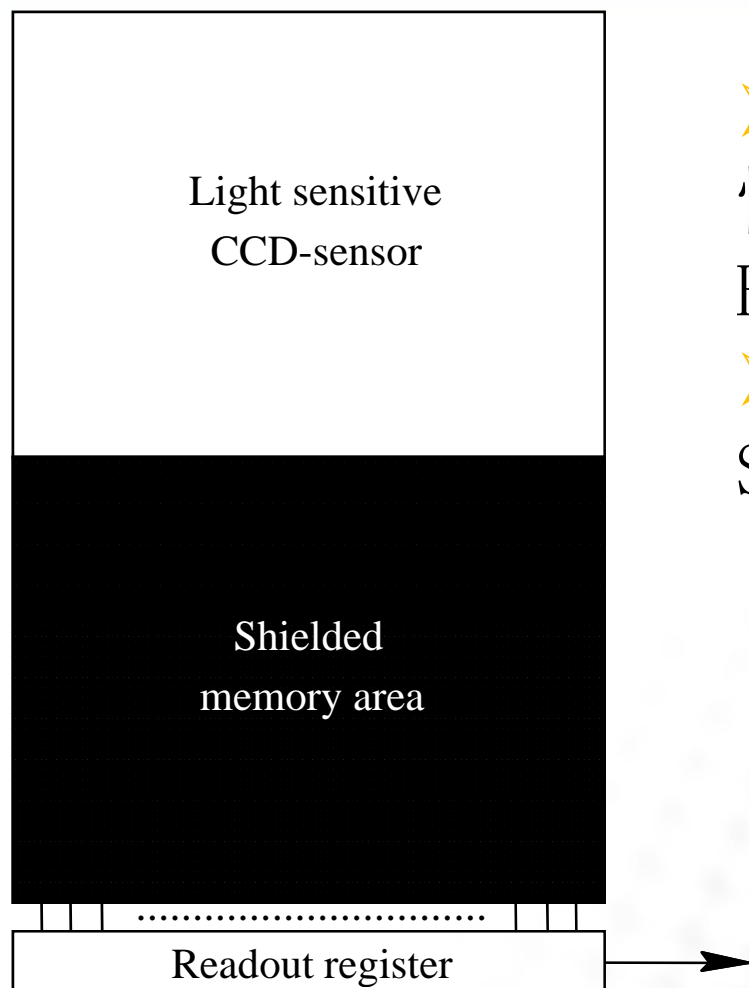 Light sensitive
CCD-sensor
Shielded
memory area
Readout register